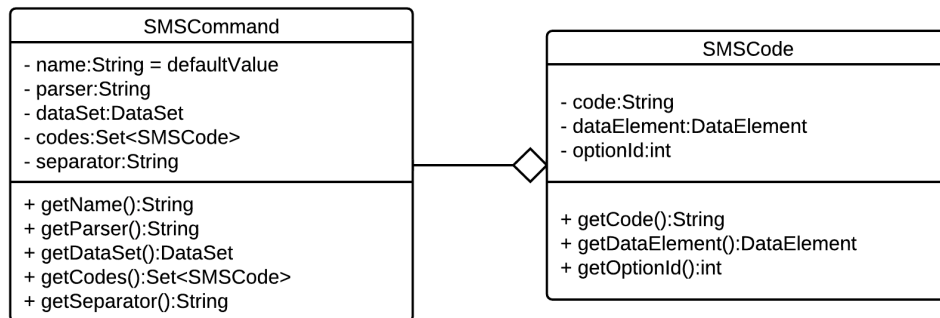 SMSCommand
- name:String = defaultValue
- parser:String
- dataSet:DataSet
- codes:Set<SMSCode>
- separator:String
+ getName():String
+ getParser():String
+ getDataSet():DataSet
+ getCodes():Set<SMSCode>
+ getSeparator():String
SMSCode
- code:String
- dataElement:DataElement
- optionId:int
+ getCode():String
+ getDataElement():DataElement
+ getOptionId():int